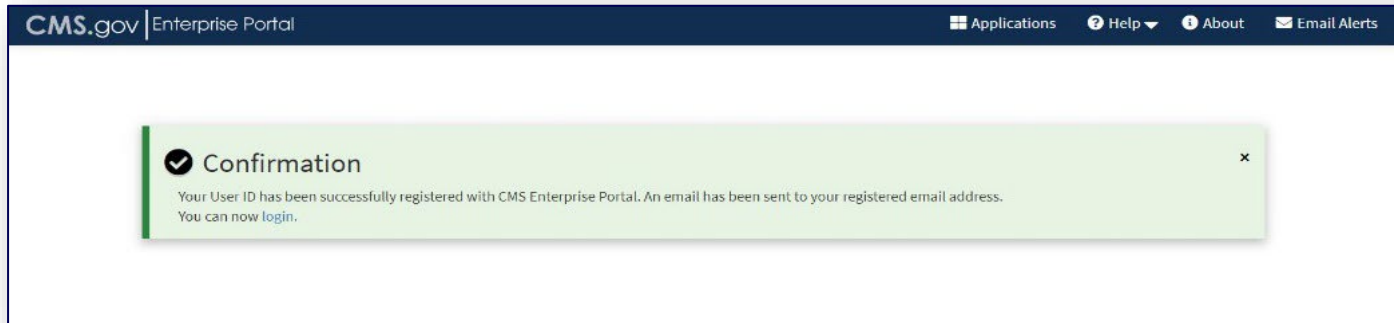 CMS.gov Enterprise Portal Applications Help About Email Alerts
Confirmation
Your User ID has been successfully registered with CMS Enterprise Portal. An email has been sent to your registered email address.
You can now login.